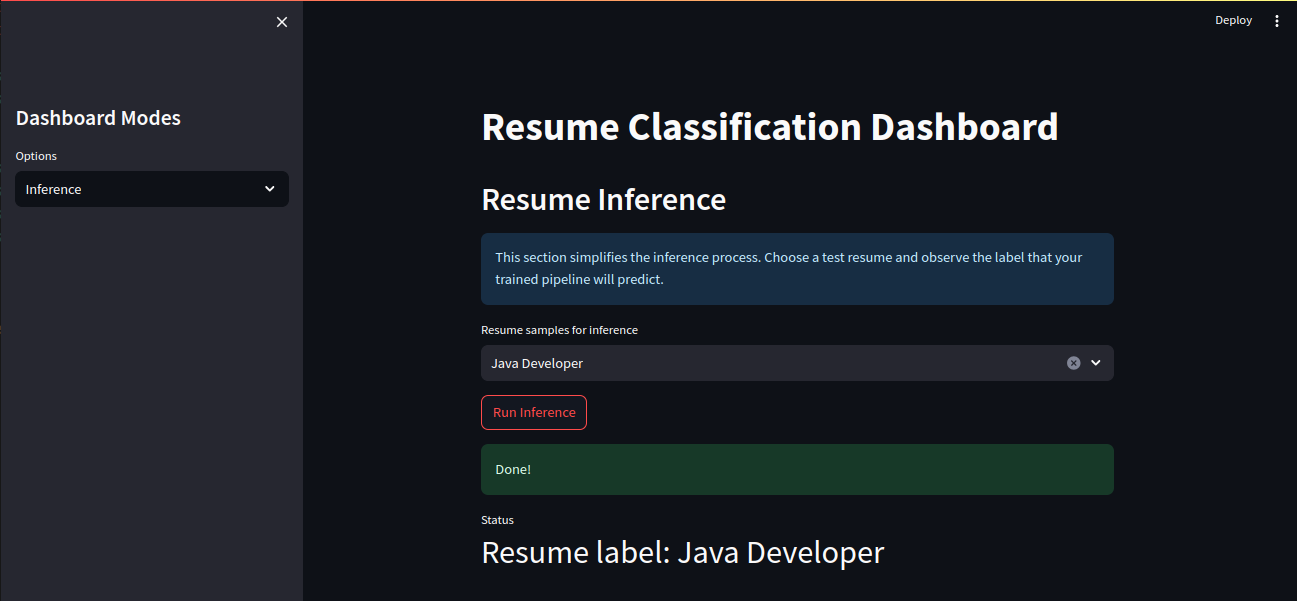 Deploy
Dashboard Modes
Options
Inference
Resume Classification Dashboard
Resume Inference
This section simplifies the inference process. Choose a test resume and observe the label that your
trained pipeline will predict.
Resume samples for inference
Java Developer
Run Inference
Done!
Status
Resume label: Java Developer